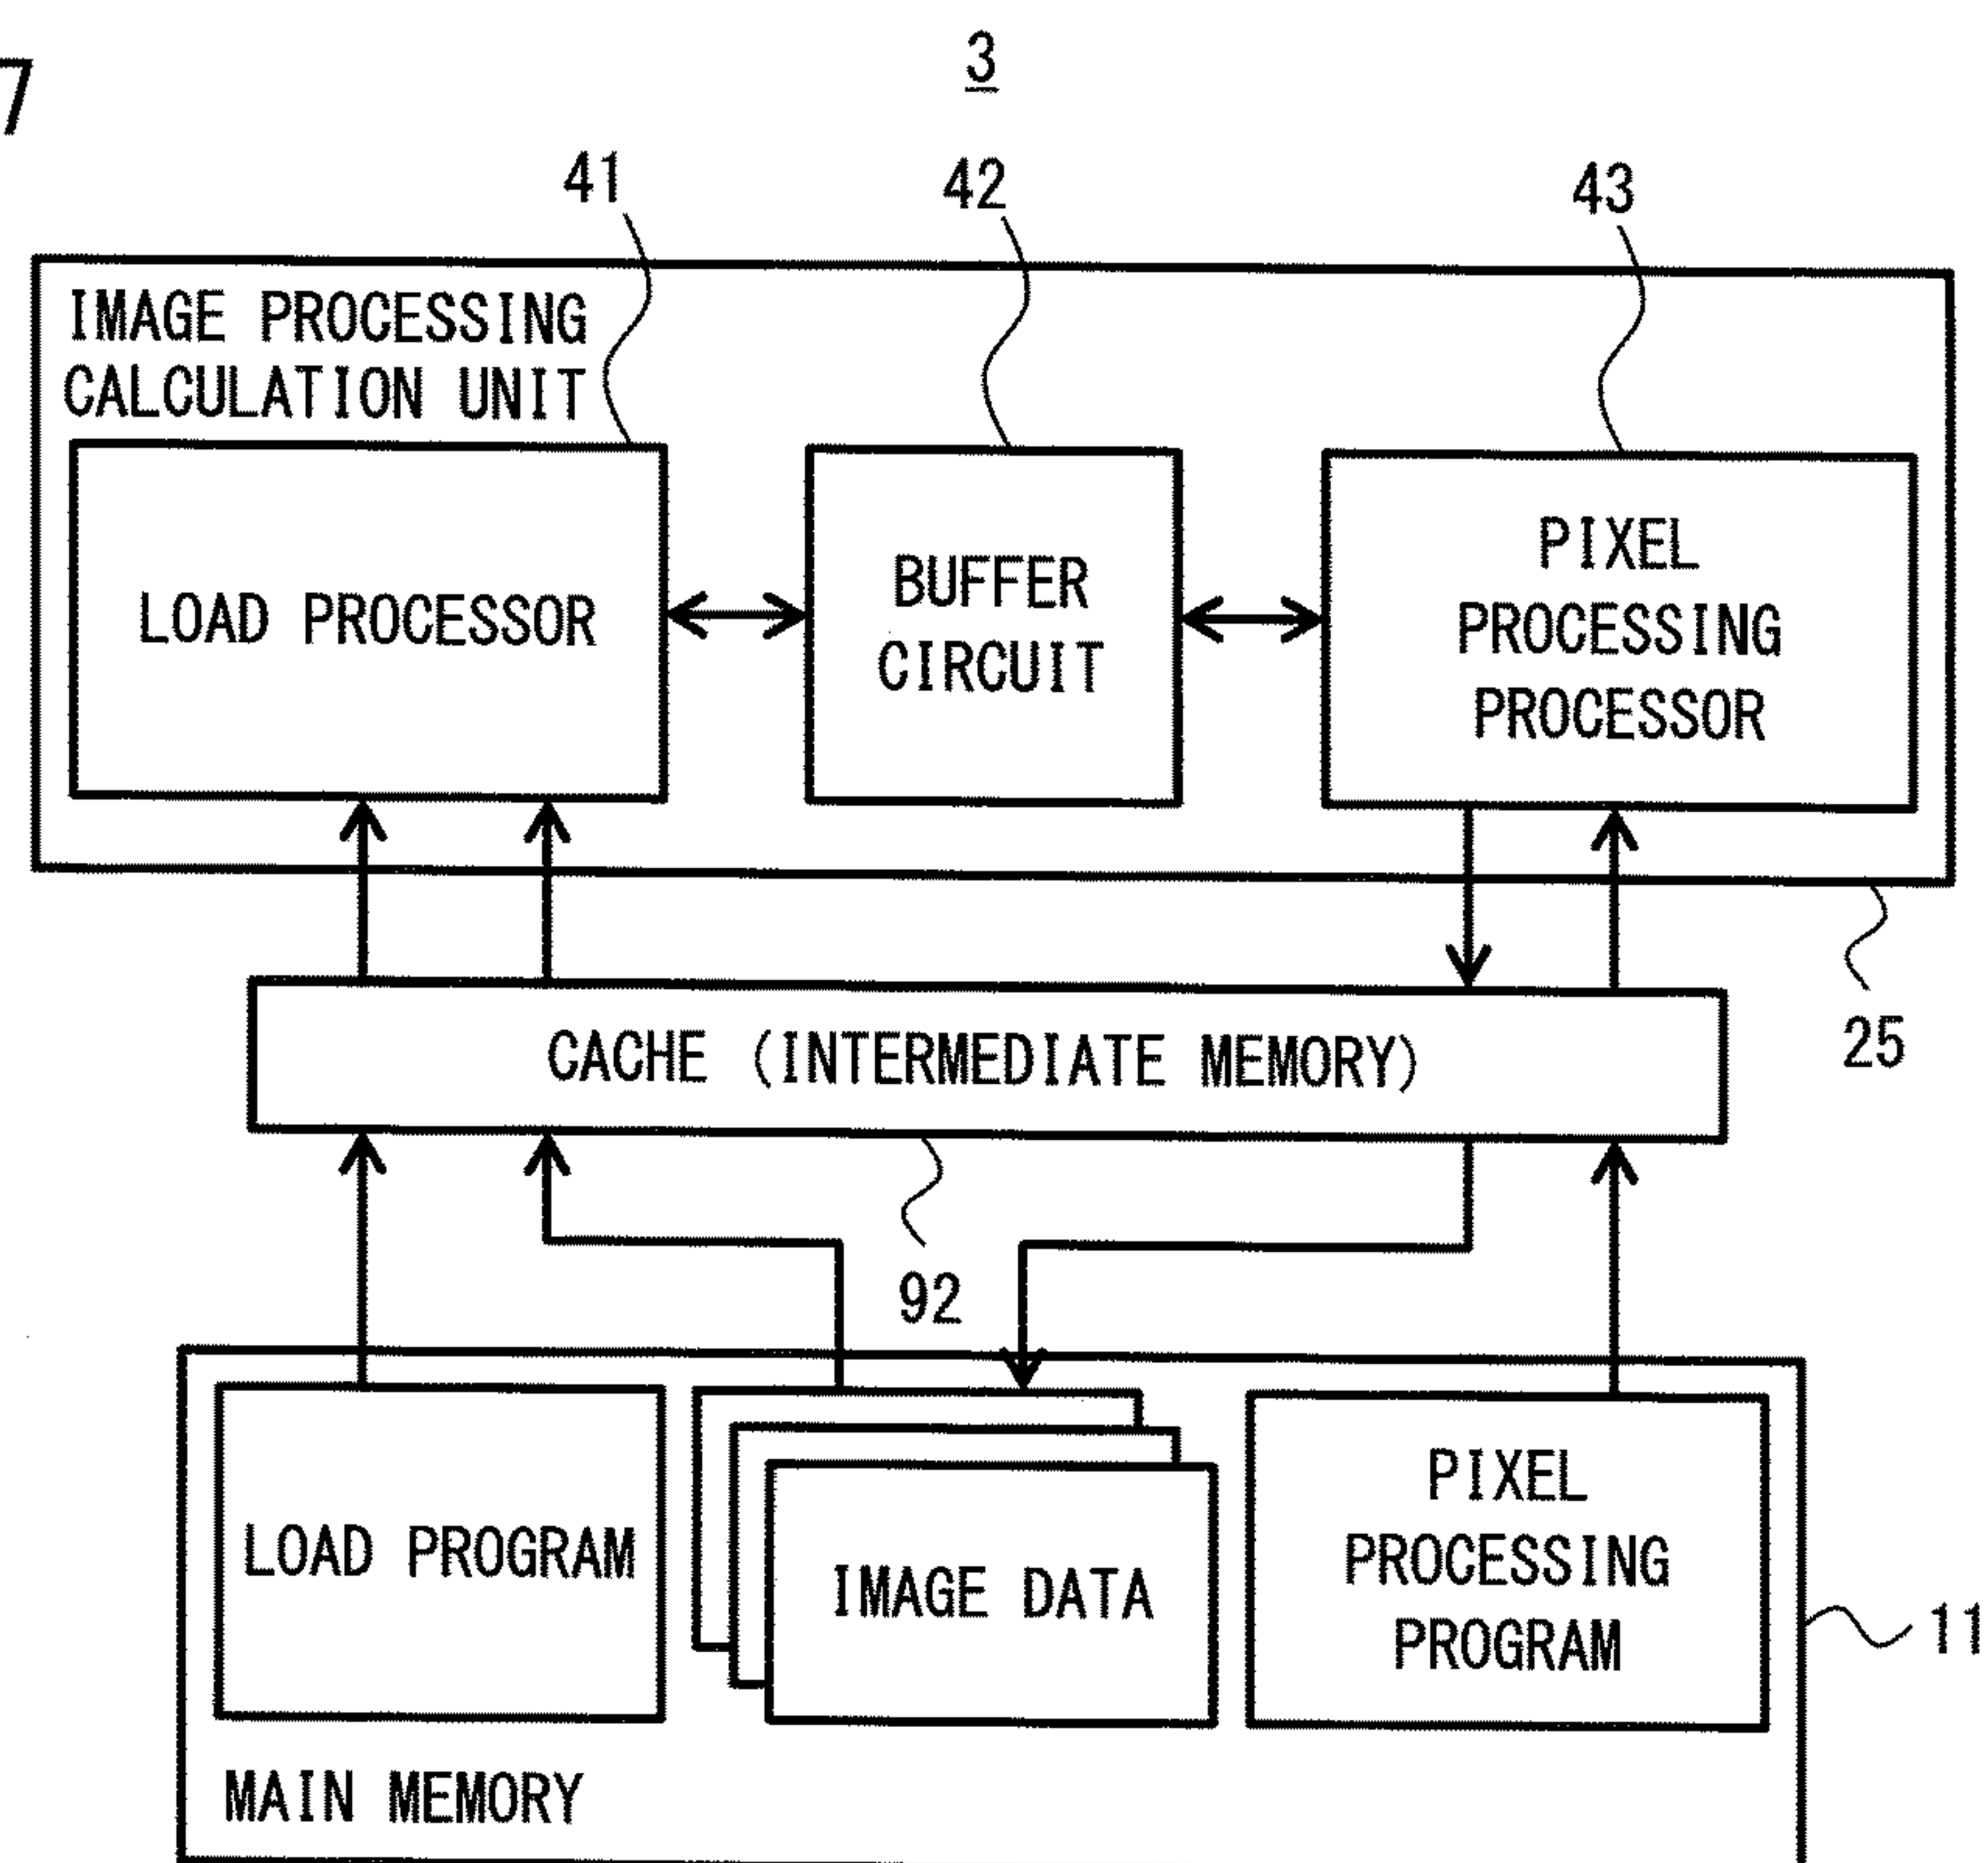 7
3
41
42
43
IMAGE PROCESSING
CALCULATION UNIT
LOAD PROCESSOR
BUFFER
CIRCUIT
PIXEL
PROCESSING
PROCESSOR
CACHE (INTERMEDIATE MEMORY)
25
92
LOAD PROGRAM
IMAGE DATA
PIXEL
PROCESSING
PROGRAM
11
MAIN MEMORY